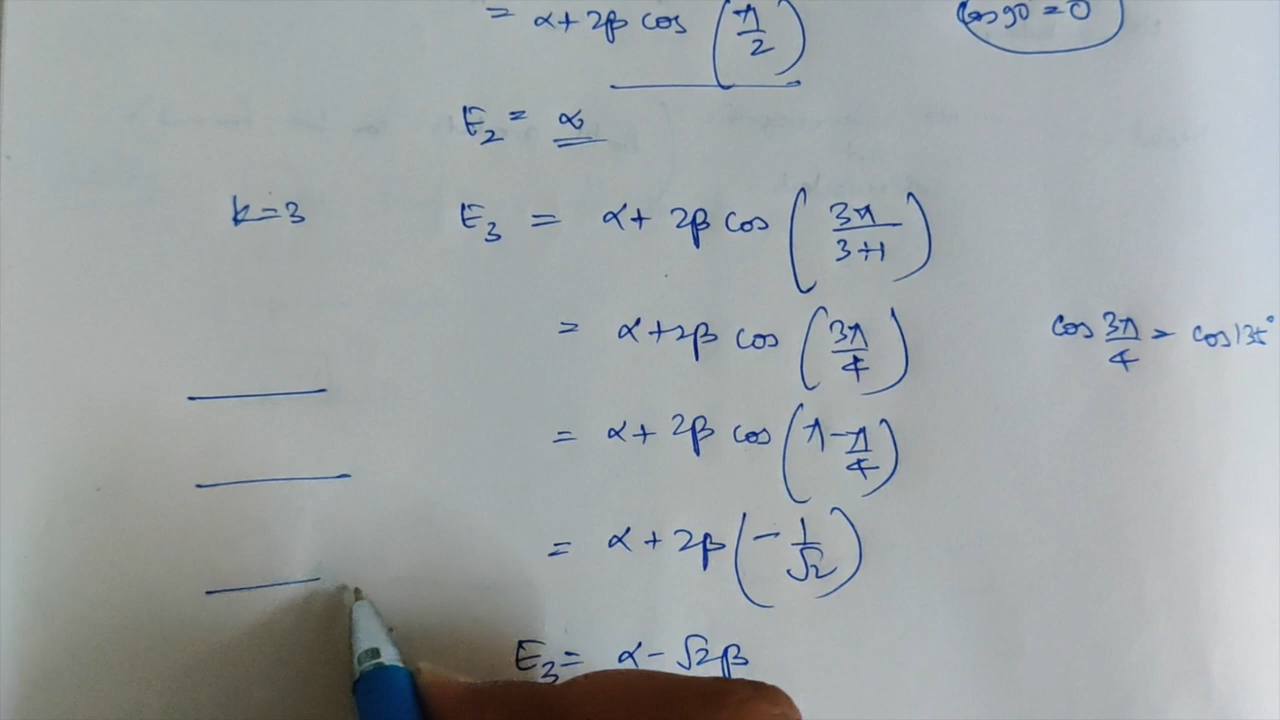 = α+2β cos (π/2) cos 90 = 0
E₂ = α
k=3 E₃ = α+ 2β cos (3π/3+1)
= α+2β cos (3π/4) cos 3π/4 = cos 135°
= α+ 2β cos (π-π/4)
= α + 2β (- 1/√2)
E₃ = α - √2β